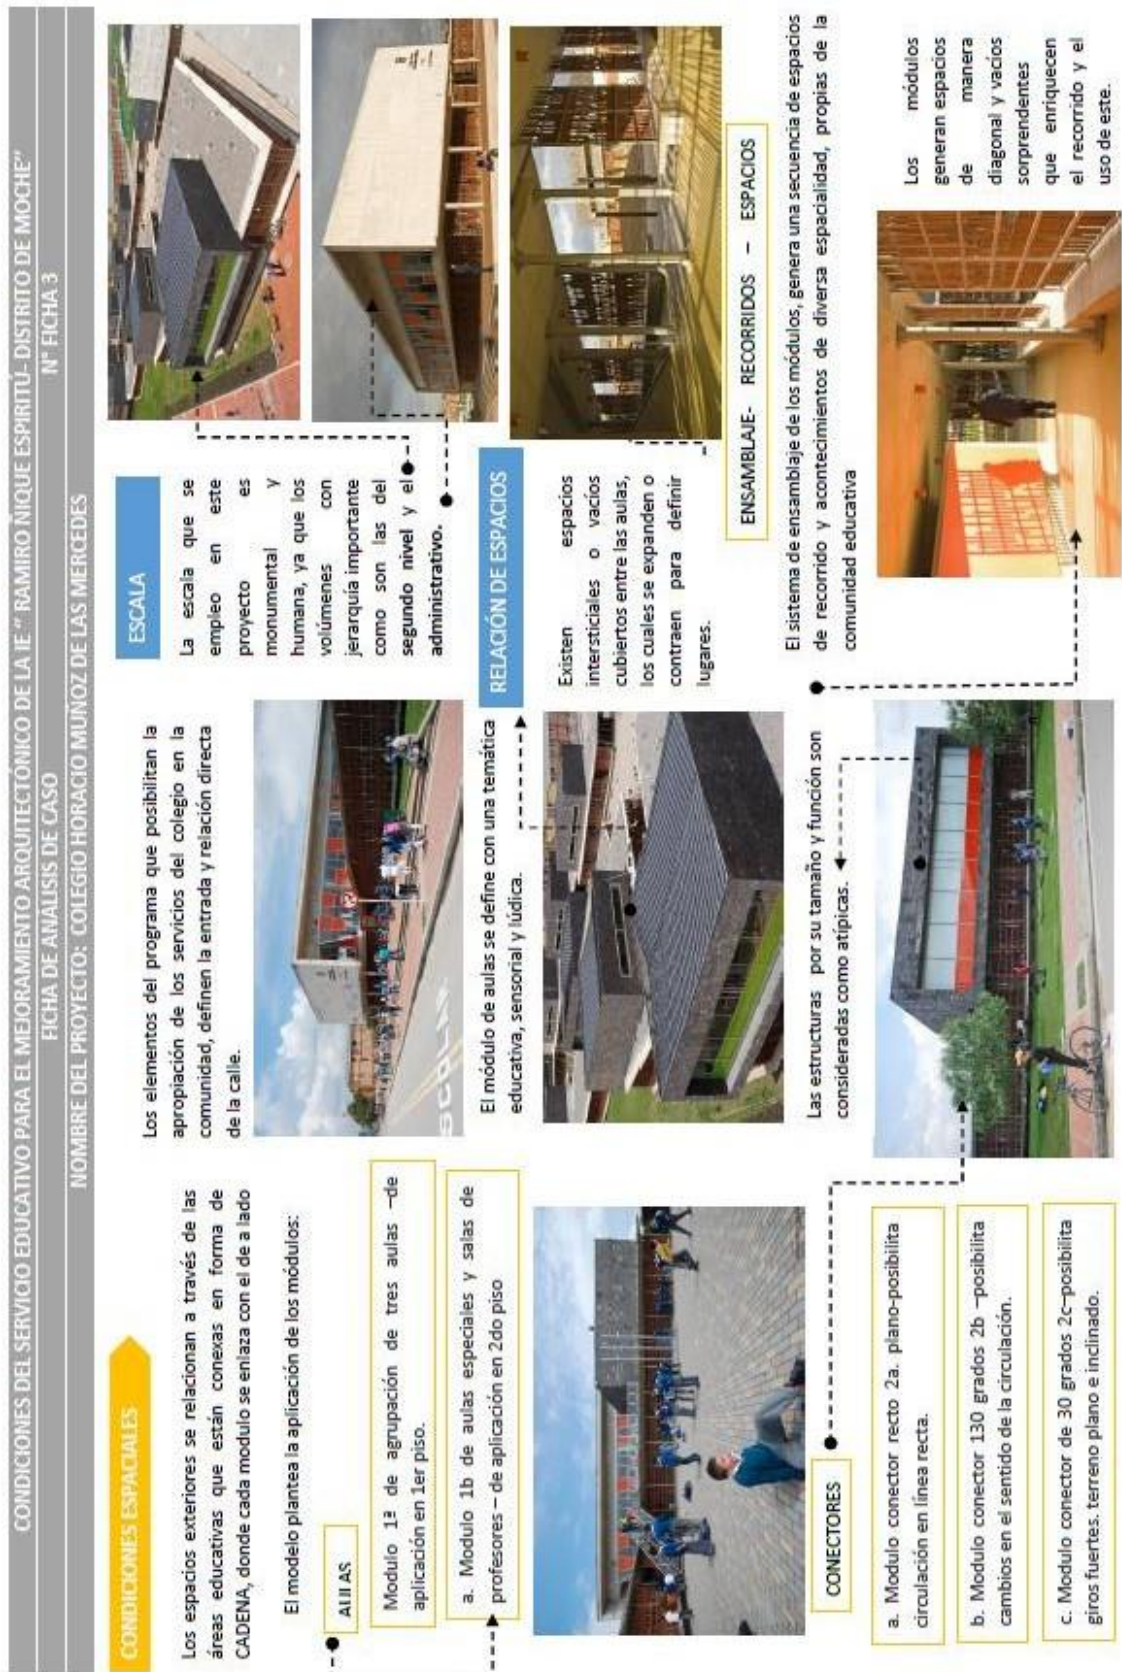 CONDICIONES DEL SERVICIO EDUCATIVO PARA EL MEJORAMIENTO ARQUITECTÓNICO DE LA IE " RAMIRO ÑIQUE ESPIRITÚ- DISTRITO DE MOCHE"
FICHA DE ANÁLISIS DE CASO
N° FICHA 3
NOMBRE DEL PROYECTO: COLEGIO HORACIO MUÑOZ DE LAS MERCEDES
CONDICIONES ESPACIALES
Los espacios exteriores se relacionan a través de las
áreas educativas que están conexas en forma de
CADENA, donde cada modulo se enlaza con el de a lado
El modelo plantea la aplicación de los módulos:
AULAS
Modulo 1ª de agrupación de tres aulas –de
aplicación en 1er piso.
a. Modulo 1b de aulas especiales y salas de
profesores – de aplicación en 2do piso
CONECTORES
a. Modulo conector recto 2a. plano-posibilita
circulación en línea recta.
b. Modulo conector 130 grados 2b –posibilita
cambios en el sentido de la circulación.
c. Modulo conector de 30 grados 2c–posibilita
giros fuertes, terreno plano e inclinado.
Los elementos del programa que posibilitan la
apropiación de los servicios del colegio en la
comunidad, definen la entrada y relación directa
de la calle.
El módulo de aulas se define con una temática
educativa, sensorial y lúdica.
Las estructuras por su tamaño y función son
consideradas como atípicas.
ESCALA
La escala que se
empleo en este
proyecto es
monumental y
humana, ya que los
volúmenes con
jerarquía importante
como son las del
segundo nivel y el
administrativo.
RELACIÓN DE ESPACIOS
Existen espacios
intersticiales o vacíos
cubiertos entre las aulas,
los cuales se expanden o
contraen para definir
lugares.
ENSAMBLAJE- RECORRIDOS – ESPACIOS
El sistema de ensamblaje de los módulos, genera una secuencia de espacios
de recorrido y acontecimientos de diversa espacialidad, propias de la
comunidad educativa
Los módulos
generan espacios
de manera
diagonal y vacíos
sorprendentes
que enriquecen
el recorrido y el
uso de este.